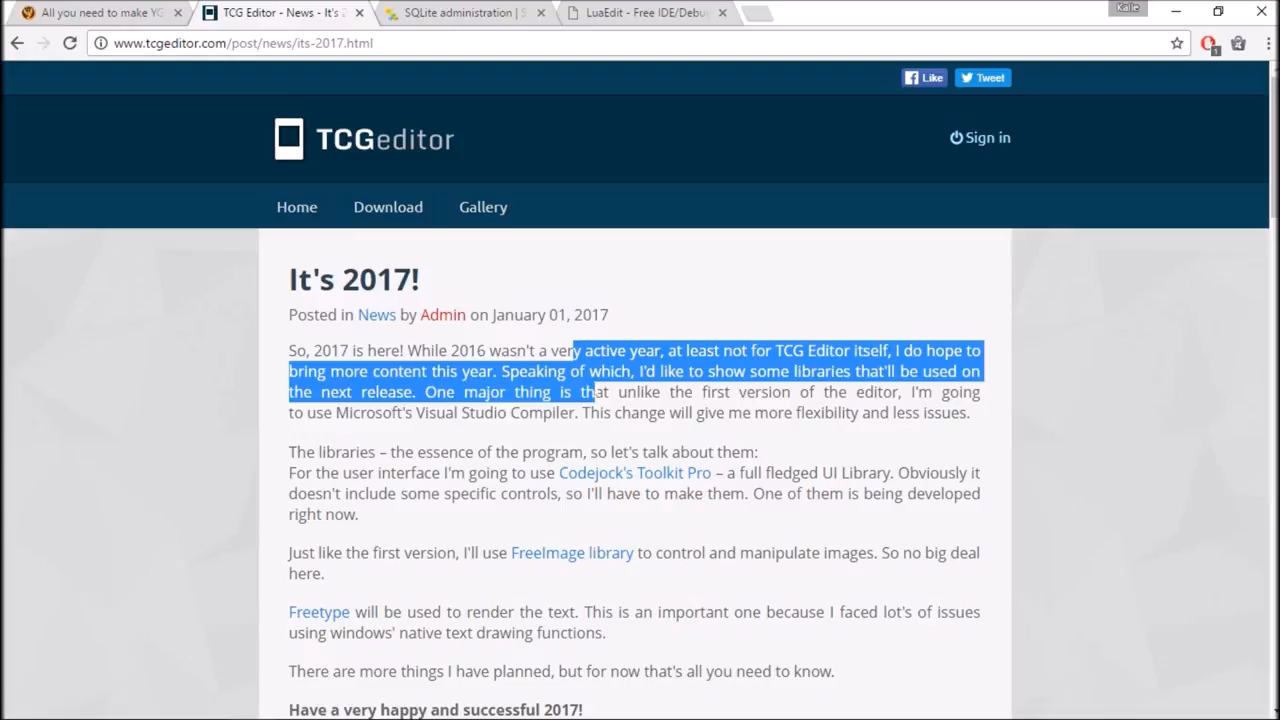 All you need to make YG
TCG Editor - News - It's 2
SQLite administration | S
LuaEdit - Free IDE/Debu
Kalle
www.tcgeditor.com/post/news/its-2017.html
1
Like
Tweet
TCGeditor
Sign in
Home
Download
Gallery
It's 2017!
Posted in News by Admin on January 01, 2017
So, 2017 is here! While 2016 wasn't a very active year, at least not for TCG Editor itself, I do hope to
bring more content this year. Speaking of which, I'd like to show some libraries that'll be used on
the next release. One major thing is that unlike the first version of the editor, I'm going
to use Microsoft's Visual Studio Compiler. This change will give me more flexibility and less issues.
The libraries – the essence of the program, so let's talk about them:
For the user interface I'm going to use Codejock's Toolkit Pro – a full fledged UI Library. Obviously it
doesn't include some specific controls, so I'll have to make them. One of them is being developed
right now.
Just like the first version, I'll use FreeImage library to control and manipulate images. So no big deal
here.
Freetype will be used to render the text. This is an important one because I faced lot's of issues
using windows' native text drawing functions.
There are more things I have planned, but for now that's all you need to know.
Have a very happy and successful 2017!